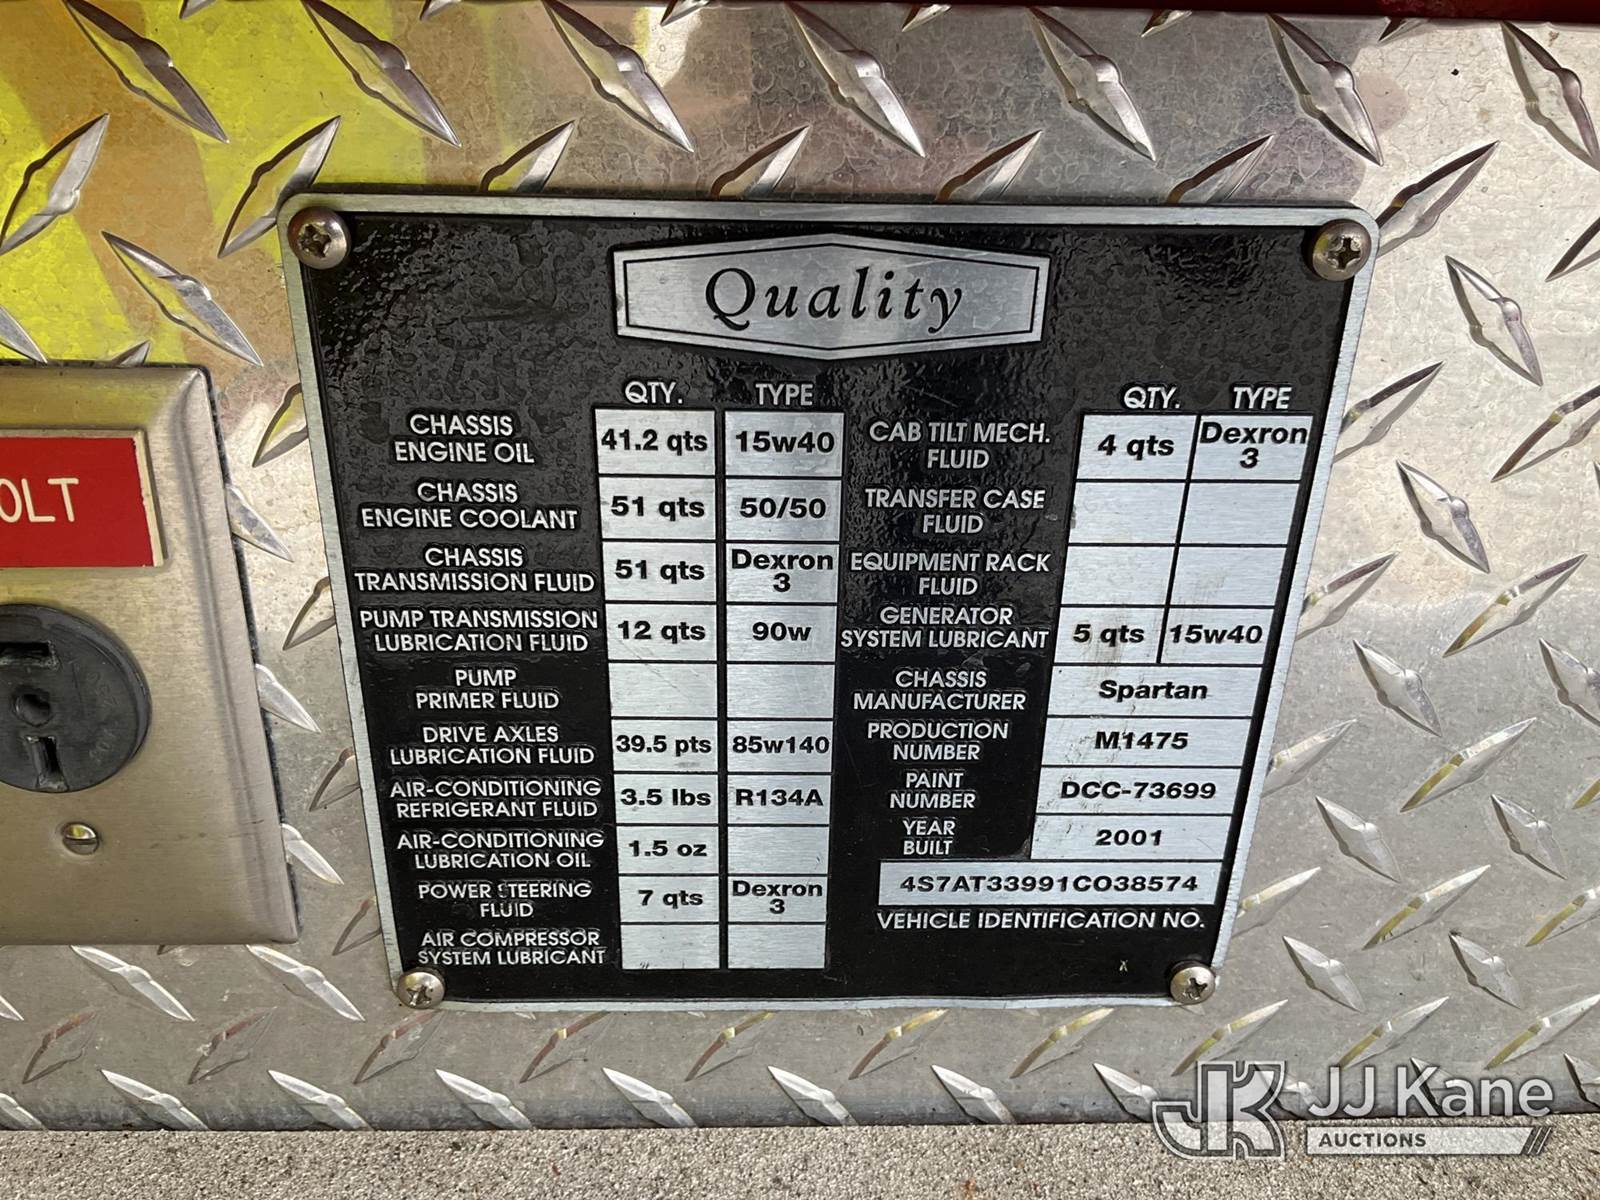 Quality
QTY. TYPE
CHASSIS
ENGINE OIL
41.2 qts 15w40
CHASSIS
ENGINE COOLANT
51 qts 50/50
CHASSIS
TRANSMISSION FLUID
51 qts Dexron
3
PUMP TRANSMISSION
LUBRICATION FLUID
12 qts 90w
PUMP
PRIMER FLUID
DRIVE AXLES
LUBRICATION FLUID
39.5 pts 85w140
AIR-CONDITIONING
REFRIGERANT FLUID
3.5 lbs R134A
AIR-CONDITIONING
LUBRICATION OIL
1.5 oz
POWER STEERING
FLUID
7 qts Dexron
3
AIR COMPRESSOR
SYSTEM LUBRICANT
QTY. TYPE
CAB TILT MECH.
FLUID
4 qts Dexron
3
TRANSFER CASE
FLUID
EQUIPMENT RACK
FLUID
GENERATOR
SYSTEM LUBRICANT
5 qts 15w40
CHASSIS
MANUFACTURER
Spartan
PRODUCTION
NUMBER
M1475
PAINT
NUMBER
DCC-73699
YEAR
BUILT
2001
4S7AT33991CO38574
VEHICLE IDENTIFICATION NO.
OLT
JK JJ Kane
AUCTIONS